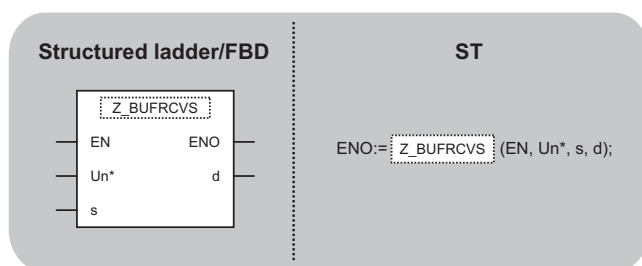 Structured ladder/FBD
Z_BUFRCVS
EN ENO
Un* d
s
ST
ENO:= Z_BUFRCVS (EN, Un*, s, d);